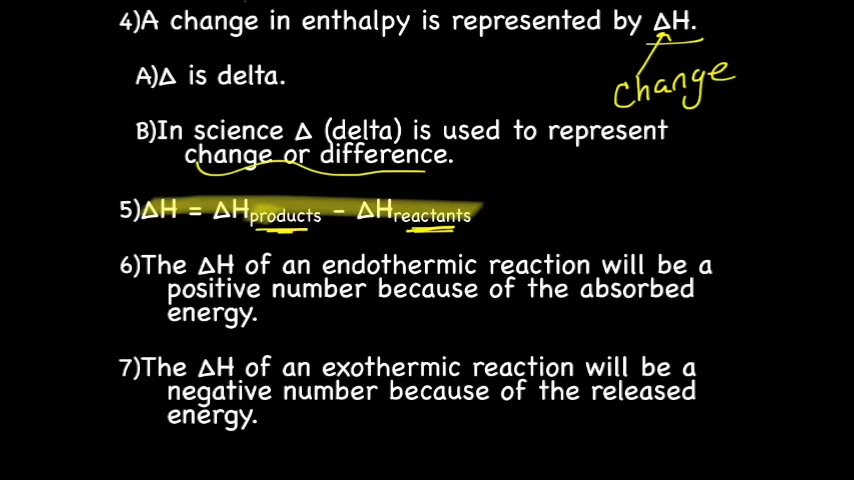 4)A change in enthalpy is represented by ΔH.
change
A)Δ is delta.
B)In science Δ (delta) is used to represent
change or difference.
5)ΔH = ΔHproducts - ΔHreactants
6)The ΔH of an endothermic reaction will be a
positive number because of the absorbed
energy.
7)The ΔH of an exothermic reaction will be a
negative number because of the released
energy.